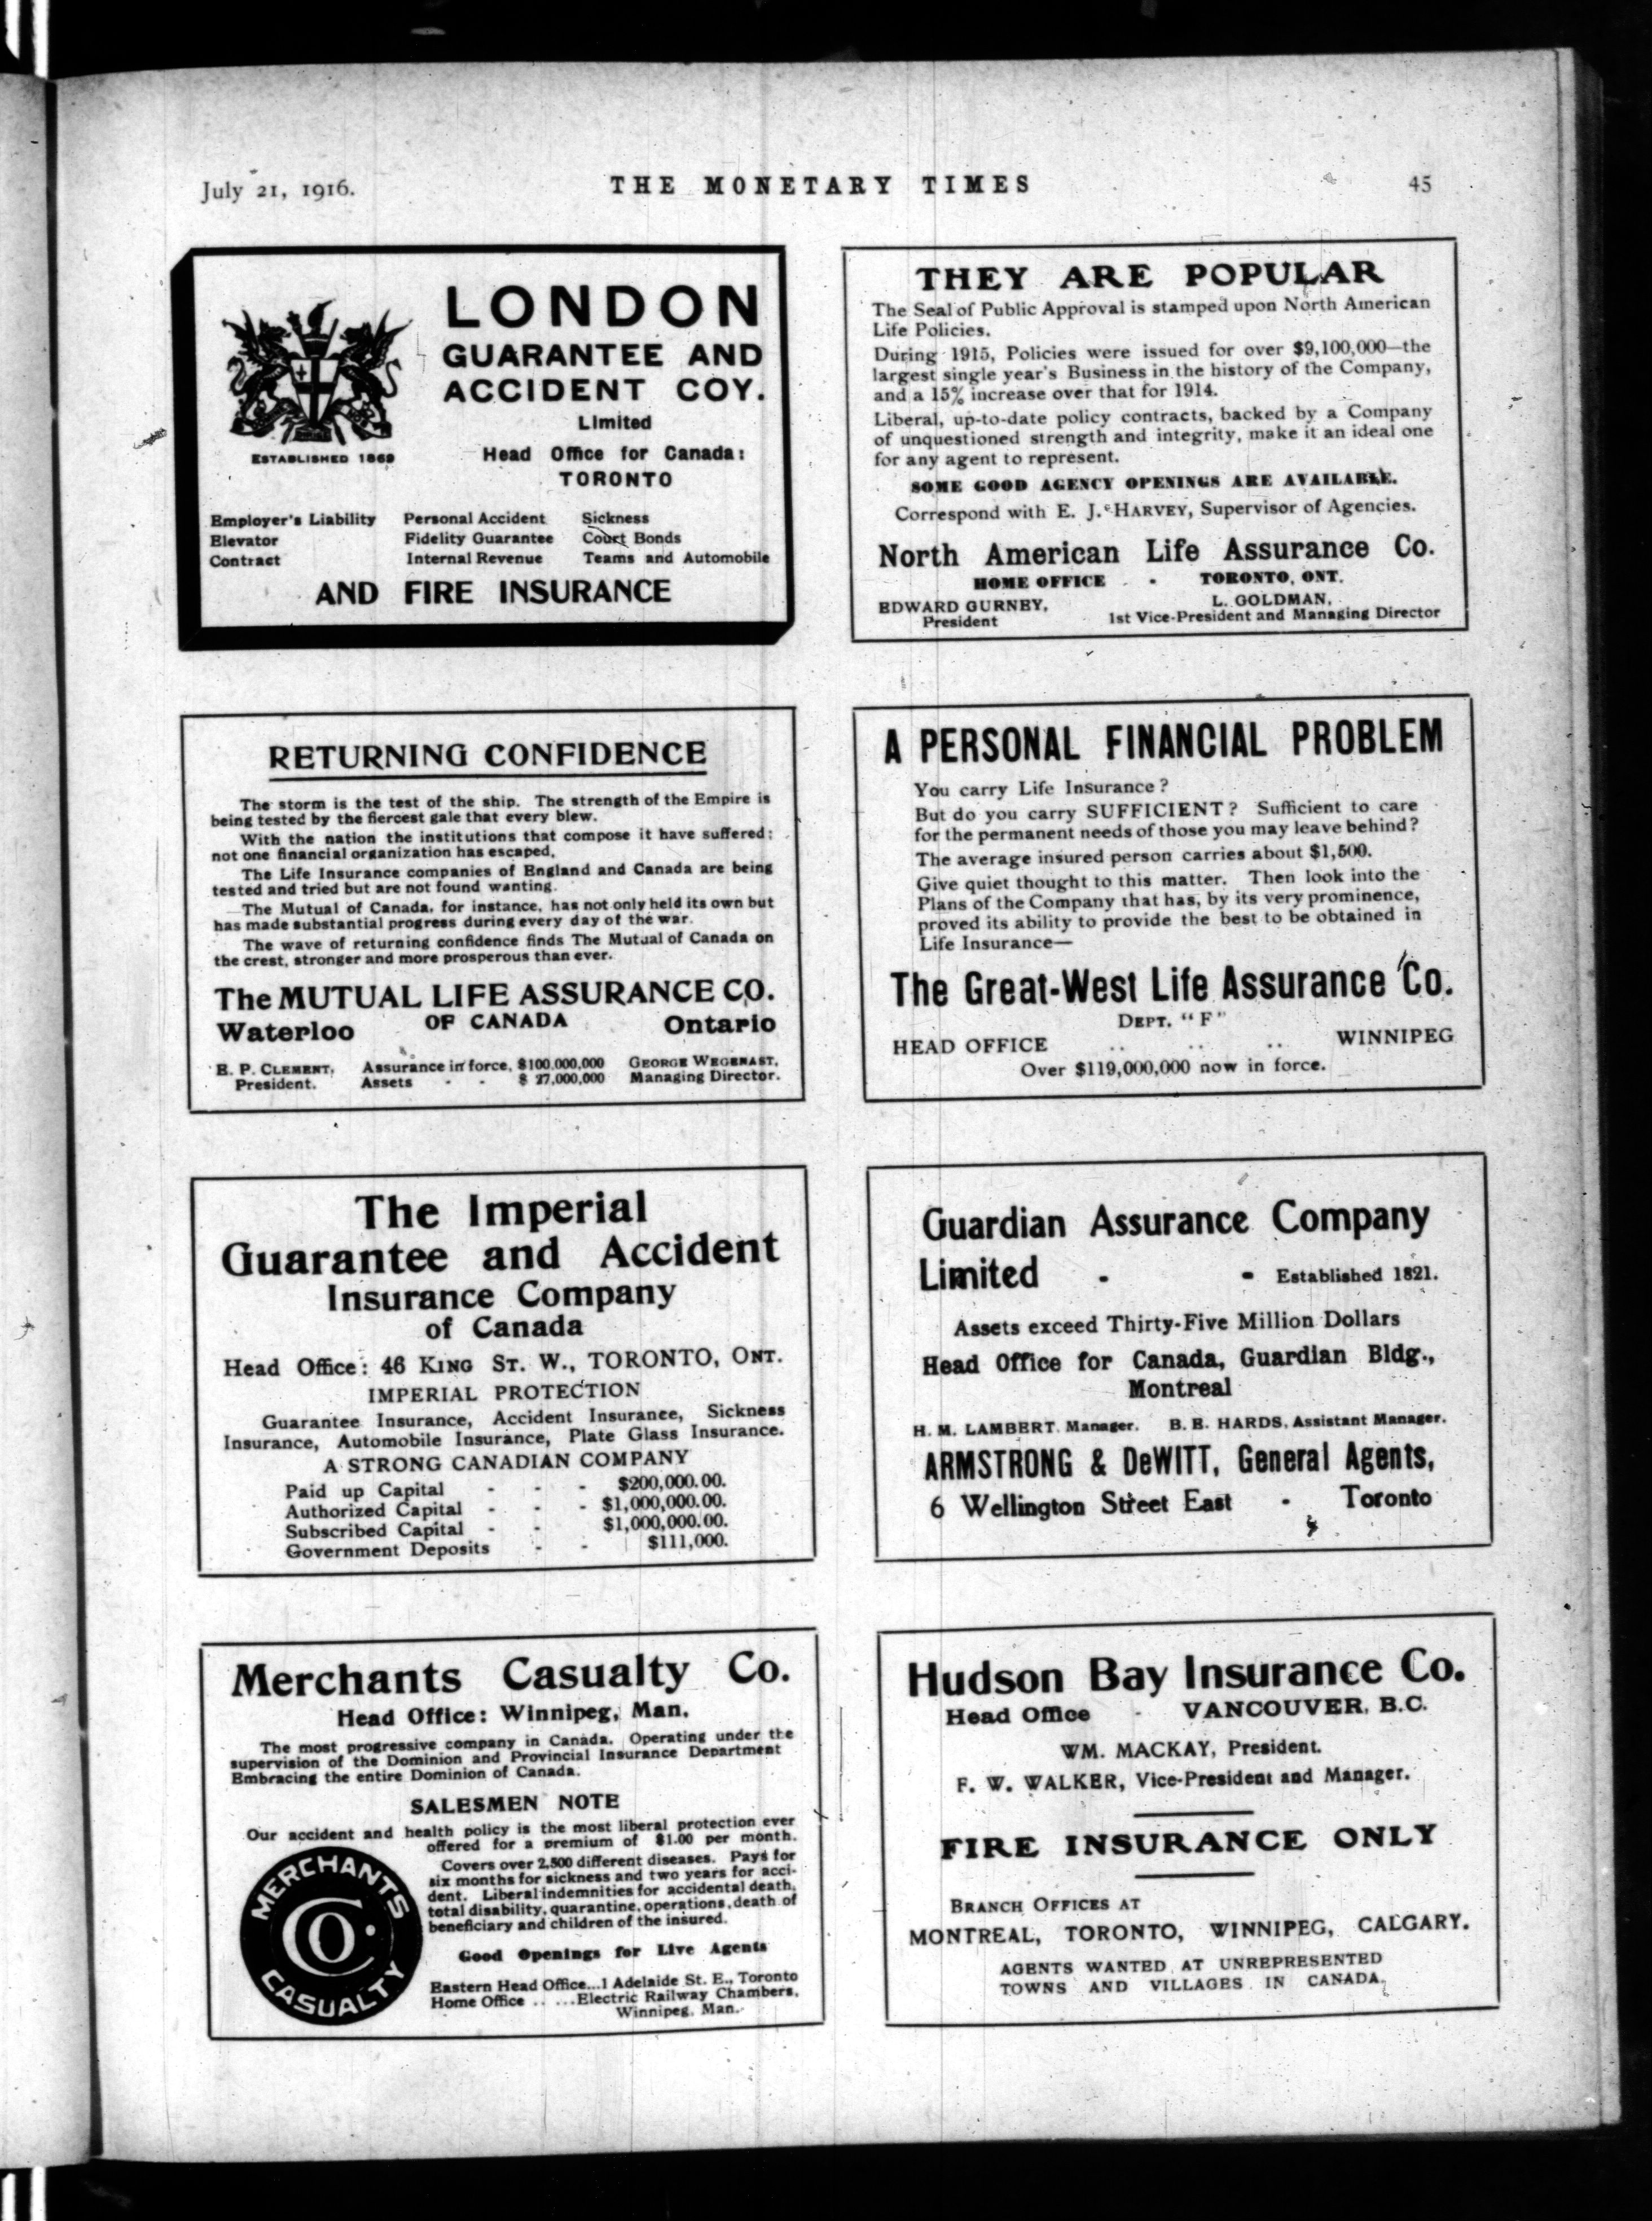 July 21, 1916.
THE MONETARY TIMES
45
LONDON
GUARANTEE AND
ACCIDENT COY.
Limited
Head Office for Canada:
TORONTO
ESTABLISHED 1869
Employer's Liability Personal Accident Sickness
Elevator Fidelity Guarantee Court Bonds
Contract Internal Revenue Teams and Automobile
AND FIRE INSURANCE
THEY ARE POPULAR
The Seal of Public Approval is stamped upon North American
Life Policies.
During 1915, Policies were issued for over $9,100,000—the
largest single year's Business in the history of the Company,
and a 15% increase over that for 1914.
Liberal, up-to-date policy contracts, backed by a Company
of unquestioned strength and integrity, make it an ideal one
for any agent to represent.
SOME GOOD AGENCY OPENINGS ARE AVAILABLE.
Correspond with E. J. HARVEY, Supervisor of Agencies.
North American Life Assurance Co.
HOME OFFICE - TORONTO, ONT.
EDWARD GURNEY,
President
L. GOLDMAN,
1st Vice-President and Managing Director
RETURNING CONFIDENCE
The storm is the test of the ship. The strength of the Empire is
being tested by the fiercest gale that every blew.
With the nation the institutions that compose it have suffered;
not one financial organization has escaped,
The Life Insurance companies of England and Canada are being
tested and tried but are not found wanting.
The Mutual of Canada, for instance, has not only held its own but
has made substantial progress during every day of the war.
The wave of returning confidence finds The Mutual of Canada on
the crest, stronger and more prosperous than ever.
The MUTUAL LIFE ASSURANCE CO.
Waterloo OF CANADA Ontario
B. P. CLEMENT, Assurance in force, $100,000,000 GEORGE WEGENAST,
President. Assets - - $ 27,000,000 Managing Director.
A PERSONAL FINANCIAL PROBLEM
You carry Life Insurance?
But do you carry SUFFICIENT? Sufficient to care
for the permanent needs of those you may leave behind?
The average insured person carries about $1,500.
Give quiet thought to this matter. Then look into the
Plans of the Company that has, by its very prominence,
proved its ability to provide the best to be obtained in
Life Insurance—
The Great-West Life Assurance Co.
DEPT. "F"
HEAD OFFICE .. .. .. WINNIPEG
Over $119,000,000 now in force.
The Imperial
Guarantee and Accident
Insurance Company
of Canada
Head Office: 46 KING ST. W., TORONTO, ONT.
IMPERIAL PROTECTION
Guarantee Insurance, Accident Insurance, Sickness
Insurance, Automobile Insurance, Plate Glass Insurance.
A STRONG CANADIAN COMPANY
Paid up Capital - - - $200,000.00.
Authorized Capital - - - $1,000,000.00.
Subscribed Capital - - $1,000,000.00.
Government Deposits - - $111,000.
Guardian Assurance Company
Limited - - Established 1821.
Assets exceed Thirty-Five Million Dollars
Head Office for Canada, Guardian Bldg.,
Montreal
H. M. LAMBERT, Manager. B. E. HARDS, Assistant Manager.
ARMSTRONG & DeWITT, General Agents,
6 Wellington Street East - Toronto
Merchants Casualty Co.
Head Office: Winnipeg, Man.
The most progressive company in Canada. Operating under the
supervision of the Dominion and Provincial Insurance Department
Embracing the entire Dominion of Canada.
SALESMEN NOTE
Our accident and health policy is the most liberal protection ever
offered for a premium of $1.00 per month.
Covers over 2,500 different diseases. Pays for
six months for sickness and two years for acci-
dent. Liberal indemnities for accidental death,
total disability, quarantine, operations, death of
beneficiary and children of the insured.
Good Openings for Live Agents
Eastern Head Office...1 Adelaide St. E., Toronto
Home Office .. ...Electric Railway Chambers,
Winnipeg, Man.
MERCHANTS
Co.
CASUALTY
Hudson Bay Insurance Co.
Head Office - VANCOUVER, B.C.
WM. MACKAY, President.
F. W. WALKER, Vice-President and Manager.
FIRE INSURANCE ONLY
BRANCH OFFICES AT
MONTREAL, TORONTO, WINNIPEG, CALGARY.
AGENTS WANTED AT UNREPRESENTED
TOWNS AND VILLAGES IN CANADA.